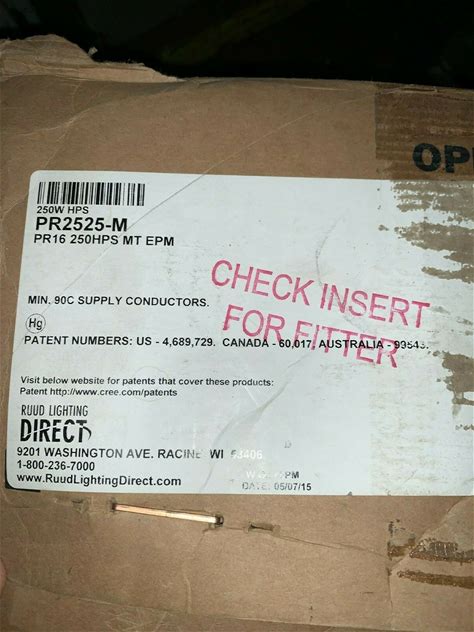 OP
250W HPS
PR2525-M
PR16 250HPS MT EPM
CHECK INSERT
FOR FITTER
MIN. 90C SUPPLY CONDUCTORS.
Hg
PATENT NUMBERS: US - 4,689,729. CANADA - 60,017, AUSTRALIA -
Visit below website for patents that cover these products:
Patent http://www.cree.com/patents
RUUD LIGHTING
DIRECT
9201 WASHINGTON AVE. RACINE WI 53406
1-800-236-7000
www.RuudLightingDirect.com
PM
DATE: 05/07/15